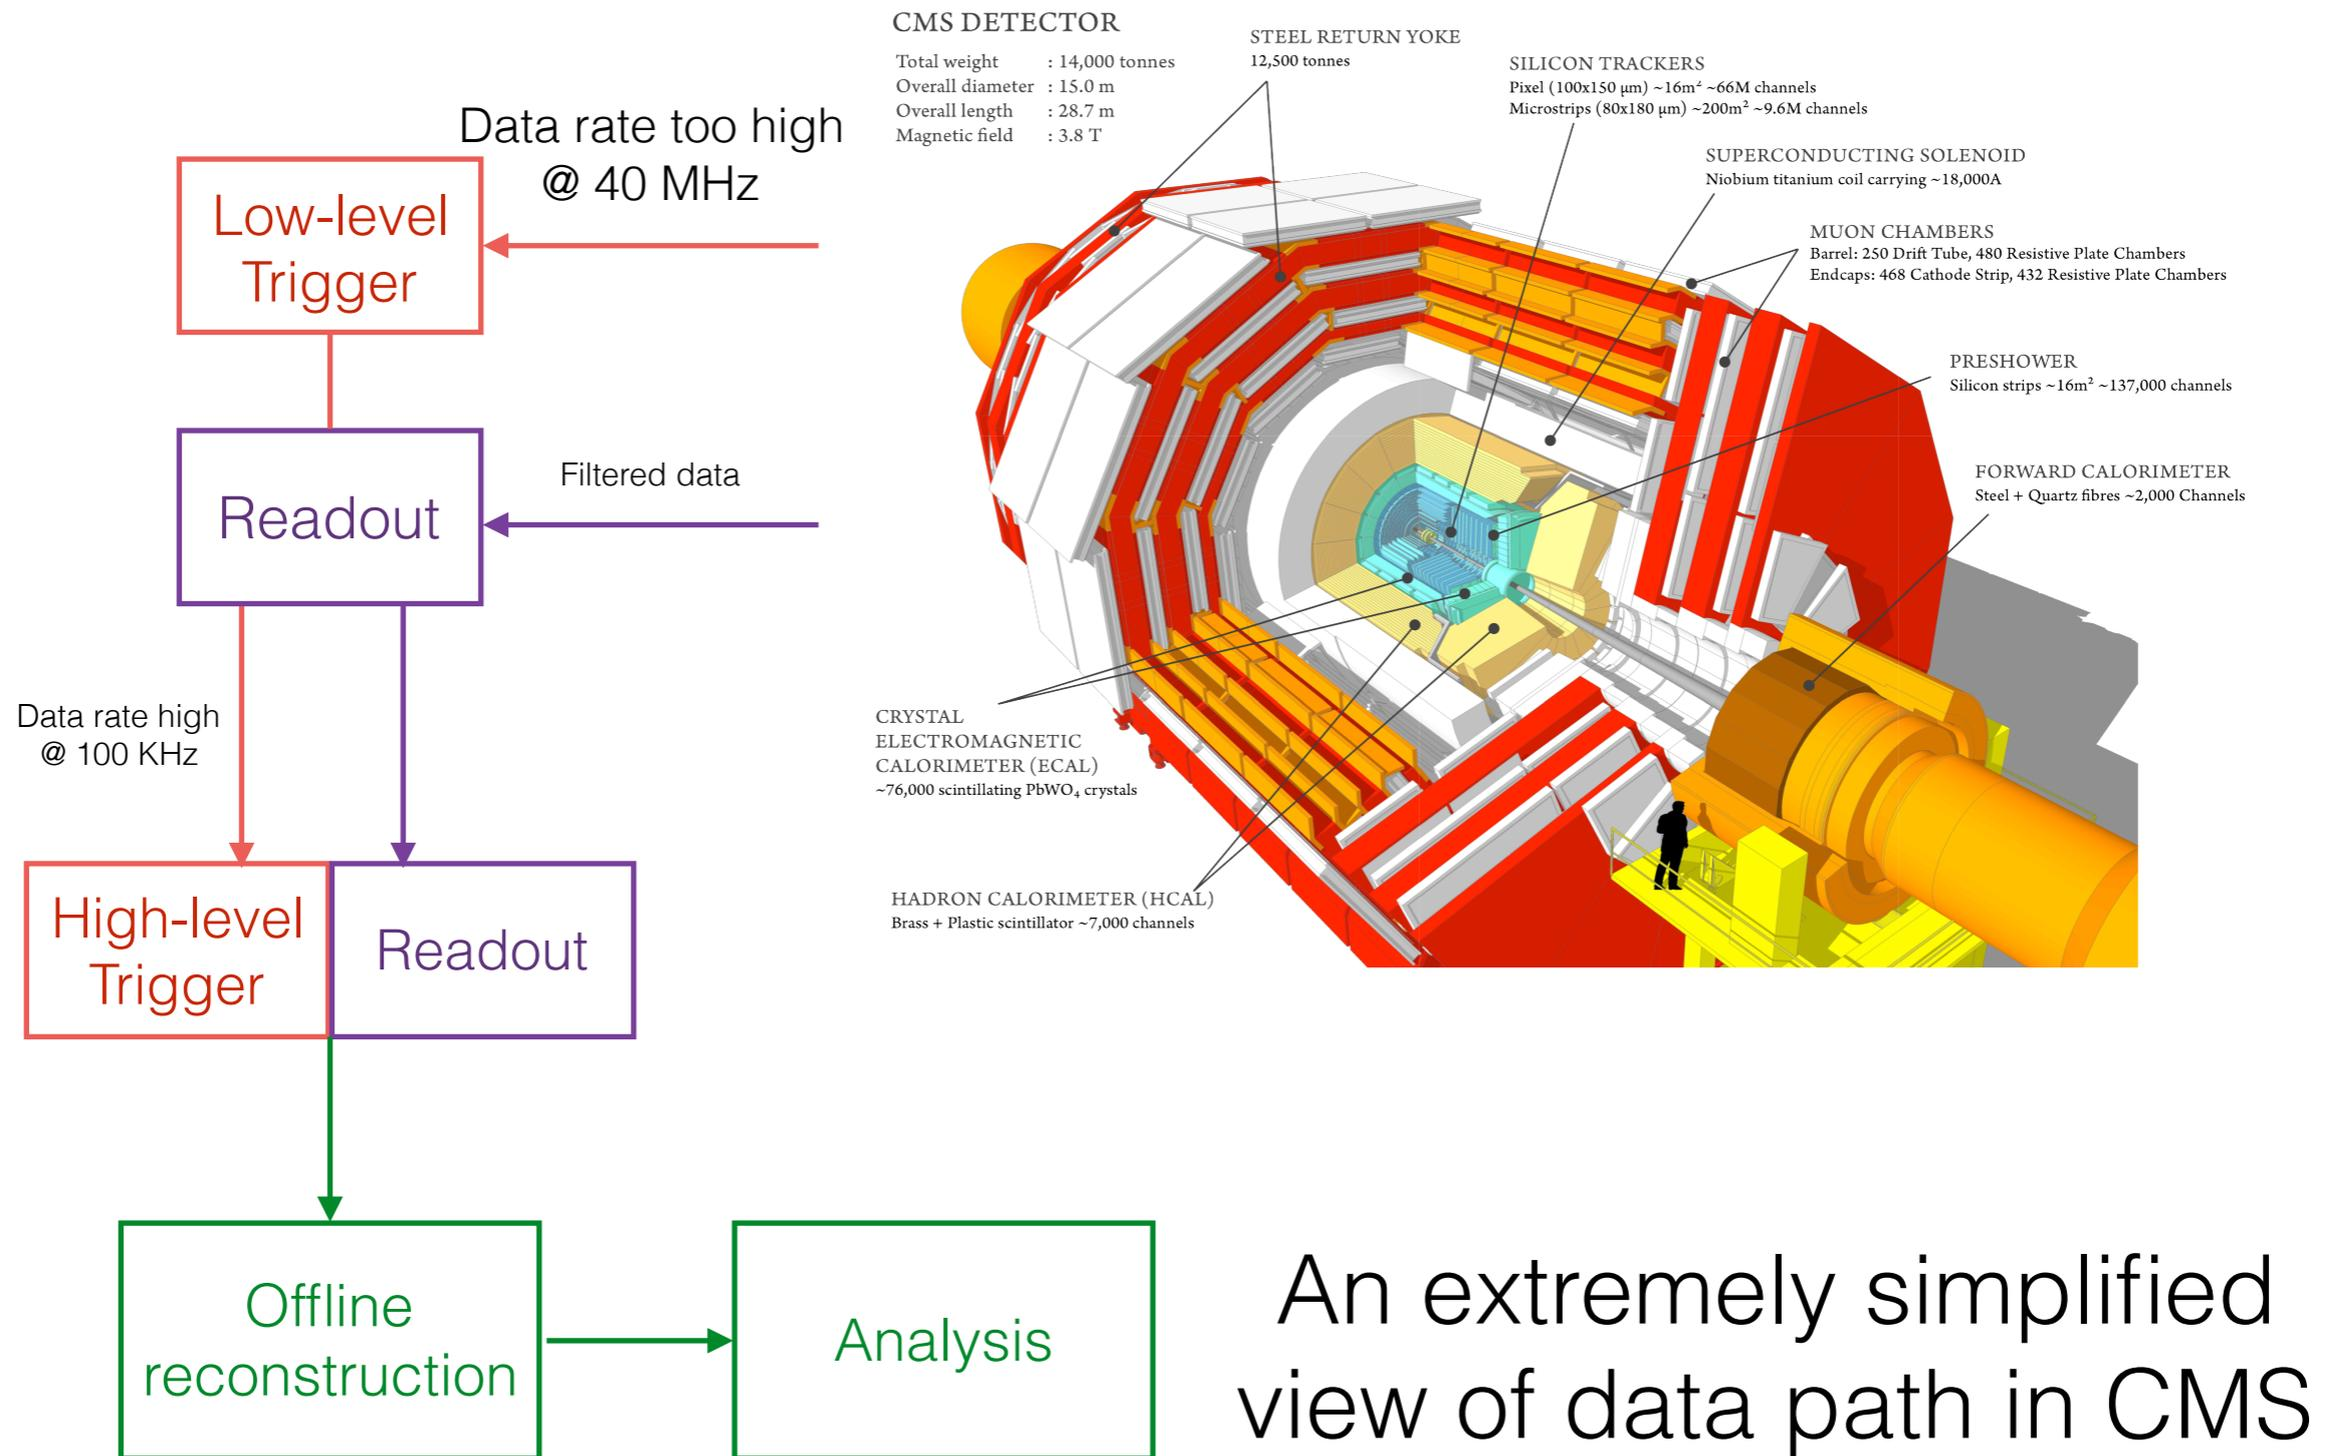 CMS DETECTOR
Total weight : 14,000 tonnes
Overall diameter : 15.0 m
Overall length : 28.7 m
Magnetic field : 3.8 T
STEEL RETURN YOKE
12,500 tonnes
SILICON TRACKERS
Pixel (100x150 μm) ~16m² ~66M channels
Microstrips (80x180 μm) ~200m² ~9.6M channels
SUPERCONDUCTING SOLENOID
Niobium titanium coil carrying ~18,000A
MUON CHAMBERS
Barrel: 250 Drift Tube, 480 Resistive Plate Chambers
Endcaps: 468 Cathode Strip, 432 Resistive Plate Chambers
PRESHOWER
Silicon strips ~16m² ~137,000 channels
FORWARD CALORIMETER
Steel + Quartz fibres ~2,000 Channels
CRYSTAL
ELECTROMAGNETIC
CALORIMETER (ECAL)
~76,000 scintillating PbWO₄ crystals
HADRON CALORIMETER (HCAL)
Brass + Plastic scintillator ~7,000 channels
Data rate too high
@ 40 MHz
Low-level
Trigger
Readout
Filtered data
Data rate high
@ 100 KHz
High-level
Trigger
Readout
Offline
reconstruction
Analysis
An extremely simplified
view of data path in CMS